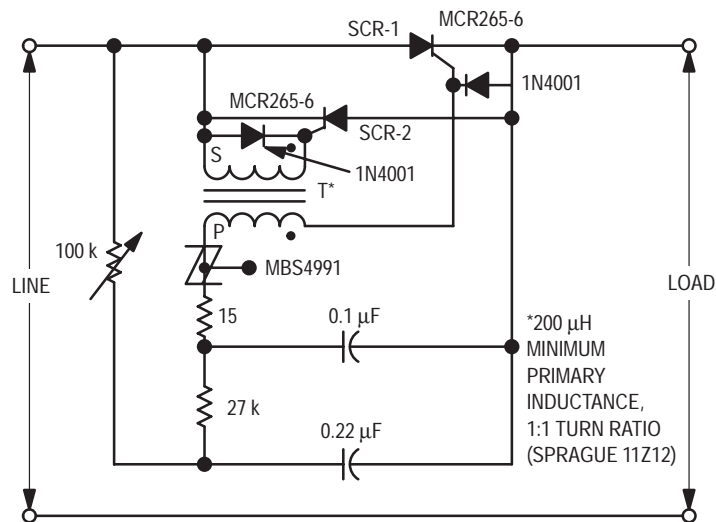 SCR-1
MCR265-6
1N4001
MCR265-6
SCR-2
S
1N4001
T*
P
100 k
MBS4991
LINE
LOAD
15
0.1 μF
*200 μH
MINIMUM
PRIMARY
INDUCTANCE,
1:1 TURN RATIO
(SPRAGUE 11Z12)
27 k
0.22 μF